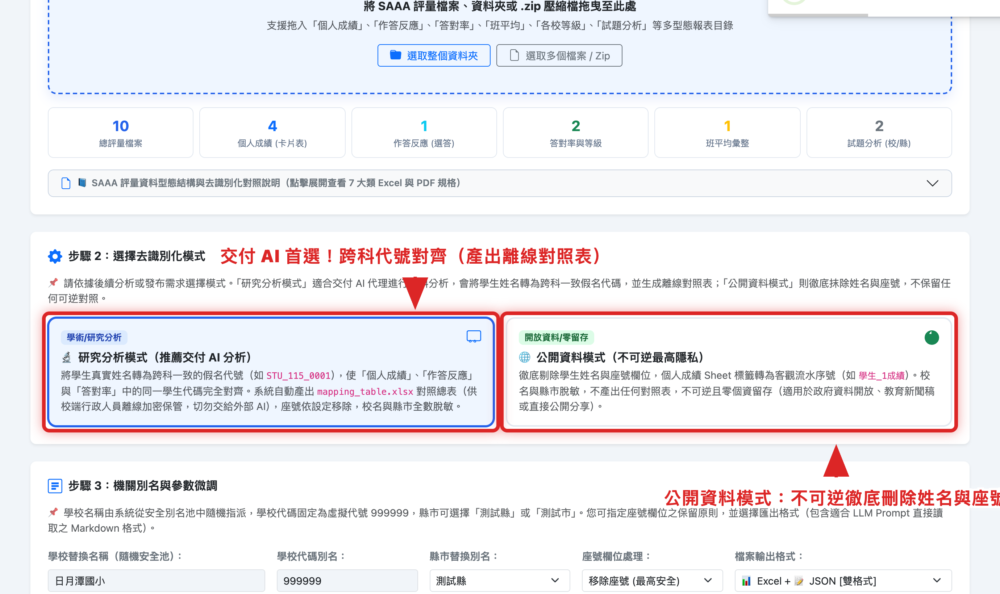 將 SAAA 評量檔案、資料夾或 .zip 壓縮檔拖曳至此處
支援拖入「個人成績」、「作答反應」、「答對率」、「班平均」、「各校等級」、「試題分析」等多型態報表目錄
選取整個資料夾
選取多個檔案 / Zip
10
總評量檔案
4
個人成績 (卡片表)
1
作答反應 (選答)
2
答對率與等級
1
班平均彙整
2
試題分析 (校/縣)
SAAA 評量資料型態結構與去識別化對照說明（點擊展開查看 7 大類 Excel 與 PDF 規格）
步驟 2：選擇去識別化模式
交付 AI 首選！跨科代號對齊（產出離線對照表）
請依據後續分析或發布需求選擇模式。「研究分析模式」適合交付 AI 代理進行分析，會將學生姓名轉為跨科一致假名代碼，並生成離線對照表；「公開資料模式」則徹底抹除姓名與座號，不保留任
何可逆對照。
學術/研究分析
研究分析模式（推薦交付 AI 分析）
將學生真實姓名轉為跨科一致的假名代號（如 STU_115_0001），使「個人成績」、「作答反應」
與「答對率」中的同一學生代碼完全對齊。系統自動產出 mapping_table.xlsx 對照總表（供
校端行政人員離線加密保管，切勿交給外部 AI），座號依設定移除，校名與縣市全數脫敏。
開放資料/零留存
公開資料模式（不可逆最高隱私）
徹底剔除學生姓名與座號欄位，個人成績 Sheet 標籤轉為客觀流水序號（如 學生_1成績）。校
名與縣市脫敏，不產出任何對照表，不可逆且零個資留存（適用於政府資料開放、教育新聞稿
或直接公開分享）。
步驟 3：機關別名與參數微調
公開資料模式：不可逆徹底刪除姓名與座號
學校名稱由系統從安全別名池中隨機指派，學校代碼固定為虛擬代號 999999，縣市可選擇「測試縣」或「測試市」。您可指定座號欄位之保留原則，並選擇匯出格式（包含適合 LLM Prompt 直接讀
取之 Markdown 格式）。
學校替換名稱（隨機安全池）：
學校代碼別名：
縣市替換別名：
座號欄位處理：
檔案輸出格式：
日月潭國小
999999
測試縣
移除座號 (最高安全)
Excel + JSON [雙格式]